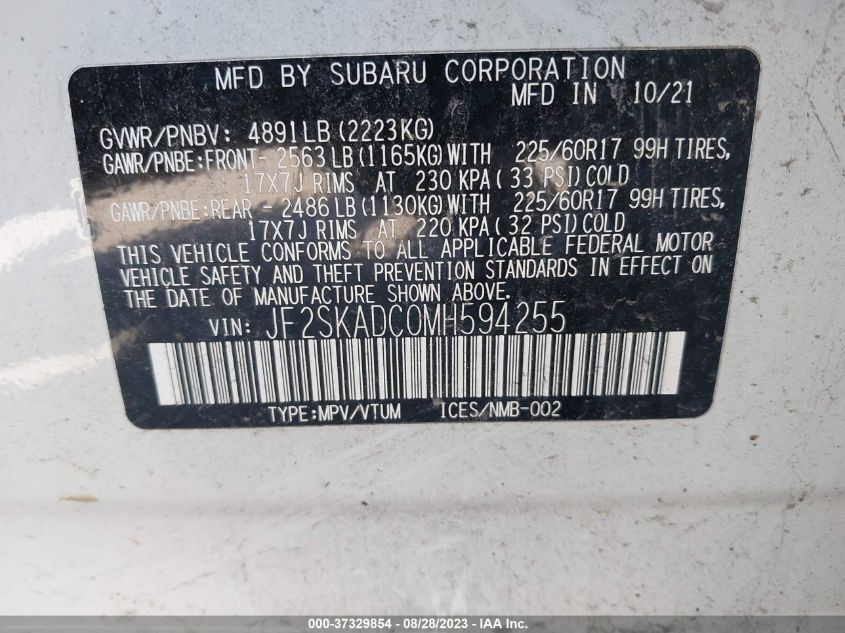 MFD BY SUBARU CORPORATION
MFD IN 10/21
GVWR/PNBV: 4891LB(2223KG)
GAWR/PNBE:FRONT- 2563LB(1165KG)WITH 225/60R17 99H TIRES,
17X7J RIMS AT 230 KPA( 33 PSI)COLD
GAWR/PNBE:REAR - 2486LB(1130KG)WITH 225/60R17 99H TIRES,
17X7J RIMS AT 220 KPA( 32 PSI)COLD
THIS VEHICLE CONFORMS TO ALL APPLICABLE FEDERAL MOTOR
VEHICLE SAFETY AND THEFT PREVENTION STANDARDS IN EFFECT ON
THE DATE OF MANUFACTURE SHOWN ABOVE.
VIN: JF2SKADC0MH594255
TYPE:MPV/VTUM ICES/NMB-002
000-37329854 - 08/28/2023 - IAA Inc.